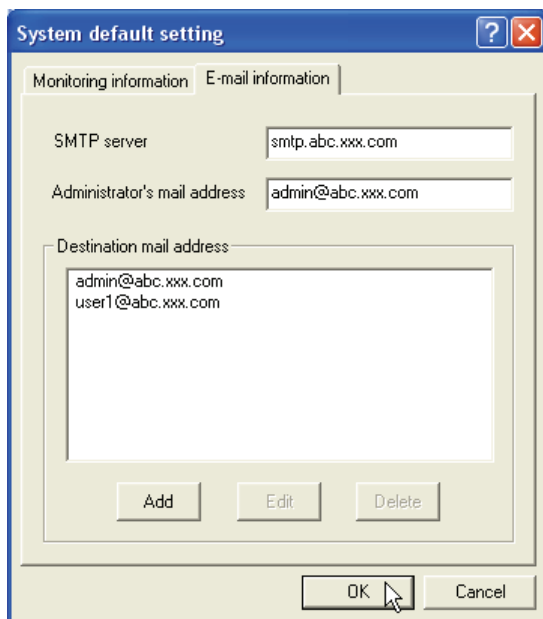 System default setting
Monitoring information E-mail information
SMTP server smtp.abc.xxx.com
Administrator's mail address admin@abc.xxx.com
Destination mail address
admin@abc.xxx.com
user1@abc.xxx.com
Add Edit Delete
OK Cancel